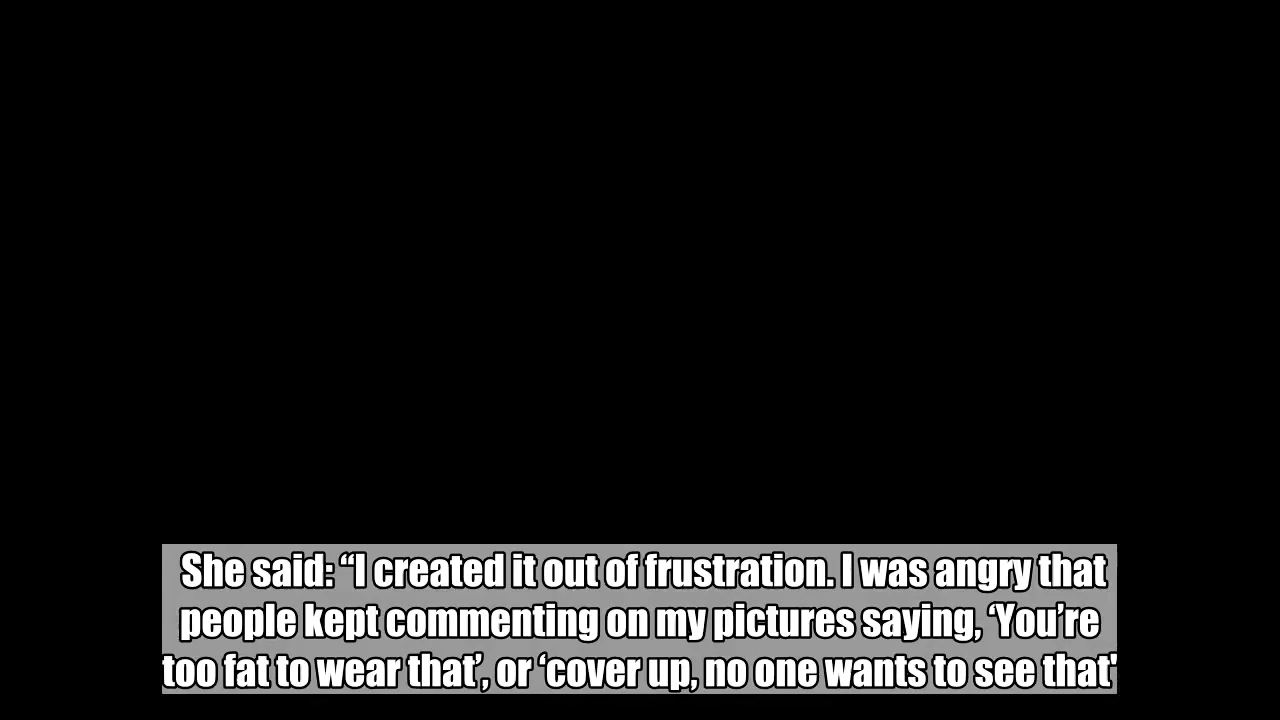 She said: “I created it out of frustration. I was angry that
people kept commenting on my pictures saying, ‘You’re
too fat to wear that’, or ‘cover up, no one wants to see that'